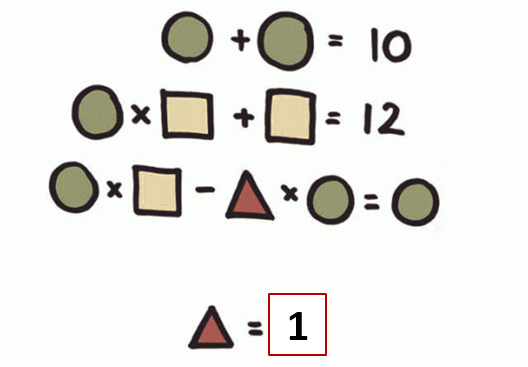 + = 10
× + = 12
× - × =
= 1